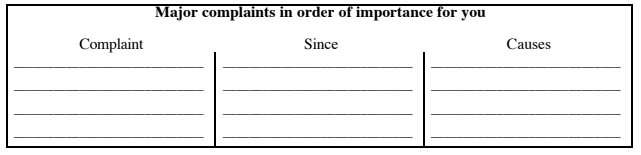 Major complaints in order of importance for you
Complaint Since Causes